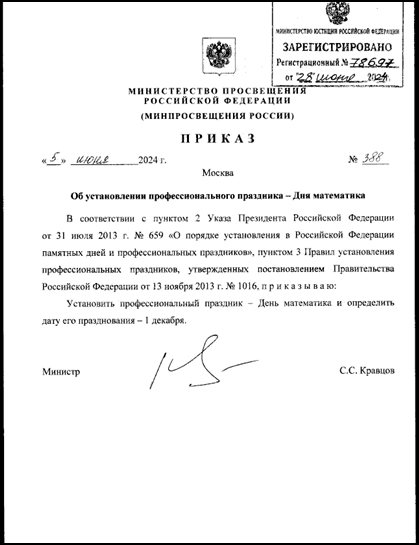 МИНИСТЕРСТВО ЮСТИЦИИ РОССИЙСКОЙ ФЕДЕРАЦИИ
ЗАРЕГИСТРИРОВАНО
Регистрационный № 78697
от "28 июня 2024.
МИНИСТЕРСТВО ПРОСВЕЩЕНИЯ
РОССИЙСКОЙ ФЕДЕРАЦИИ
(МИНПРОСВЕЩЕНИЯ РОССИИ)
П Р И К А З
« 5 » июня 2024 г.
№ 388
Москва
Об установлении профессионального праздника – Дня математика
В соответствии с пунктом 2 Указа Президента Российской Федерации
от 31 июля 2013 г. № 659 «О порядке установления в Российской Федерации
памятных дней и профессиональных праздников», пунктом 3 Правил установления
профессиональных праздников, утвержденных постановлением Правительства
Российской Федерации от 13 ноября 2013 г. № 1016, п р и к а з ы в а ю:
Установить профессиональный праздник – День математика и определить
дату его празднования – 1 декабря.
Министр
С.С. Кравцов